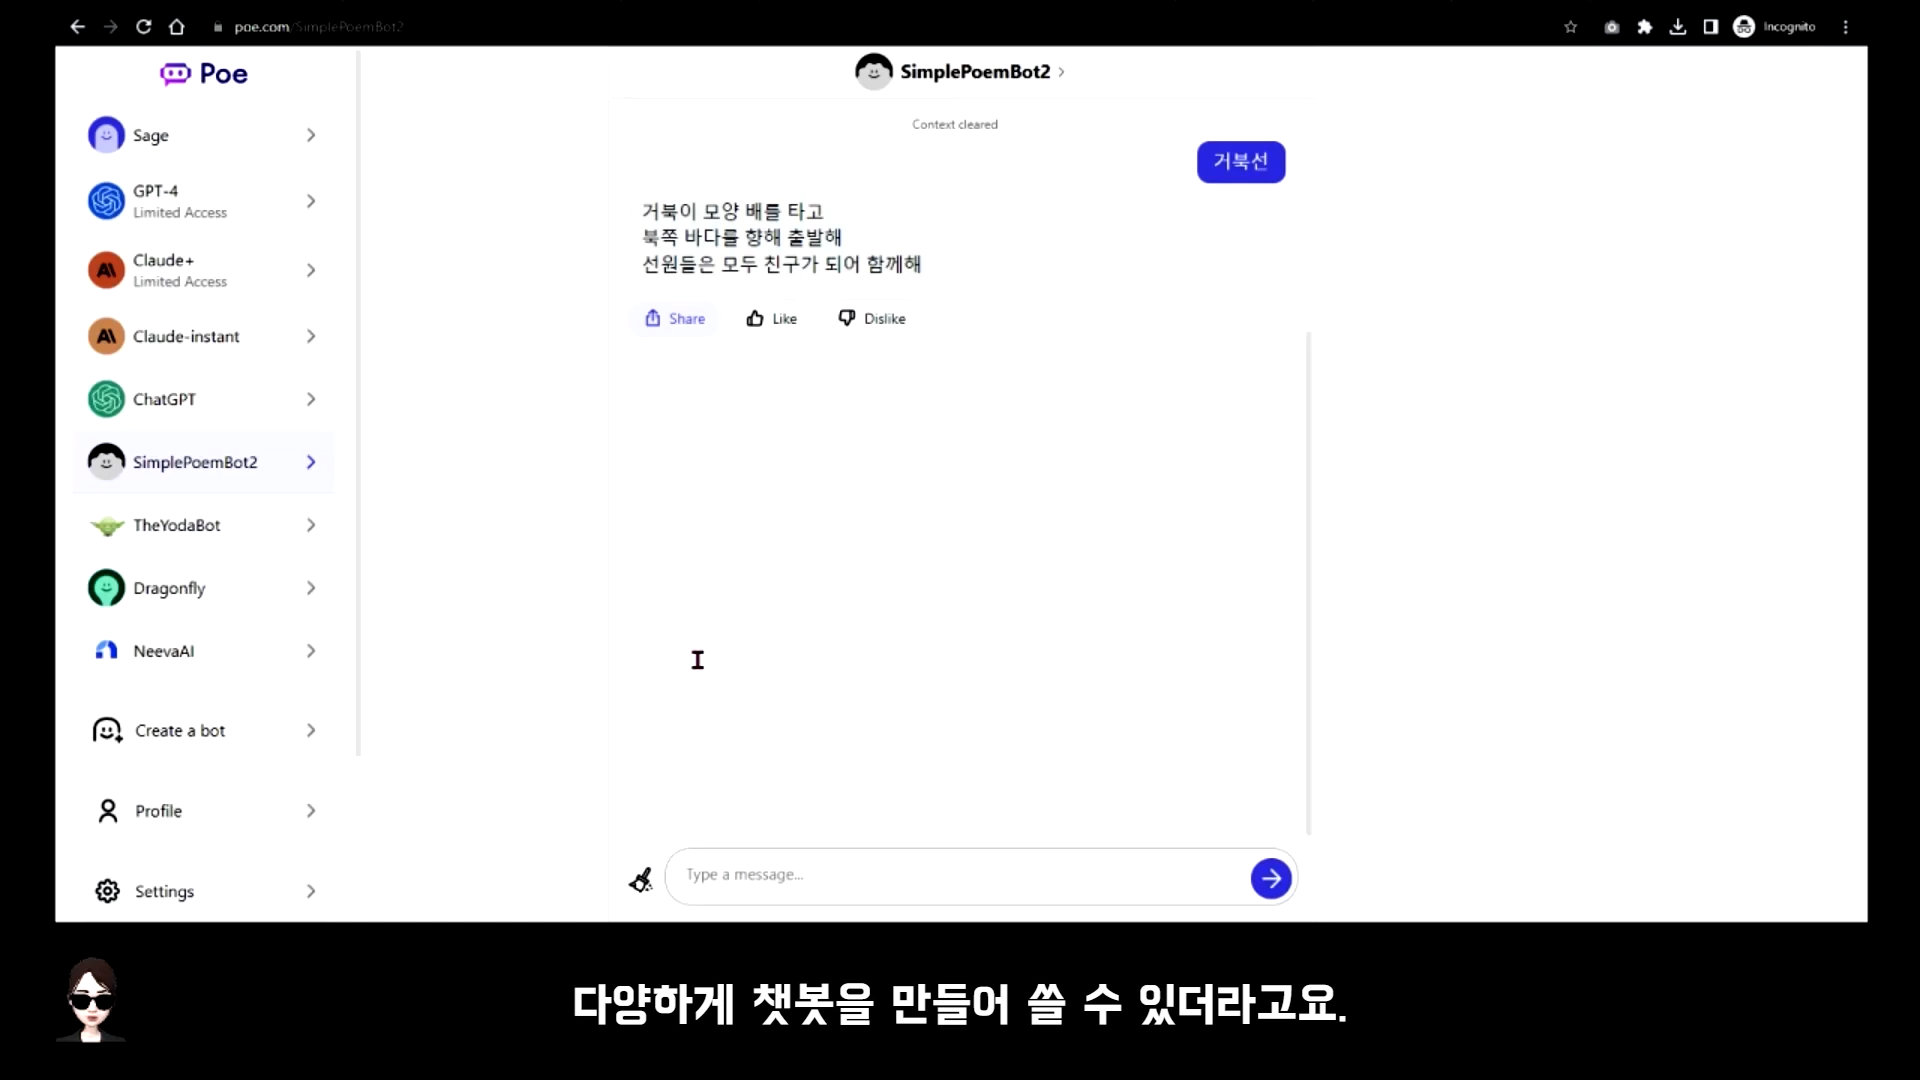 poe.com/SimplePoemBot2
Incognito
Poe
Sage
GPT-4
Limited Access
Claude+
Limited Access
Claude-instant
ChatGPT
SimplePoemBot2
TheYodaBot
Dragonfly
NeevaAI
Create a bot
Profile
Settings
SimplePoemBot2
Context cleared
거북선
거북이 모양 배를 타고
북쪽 바다를 향해 출발해
선원들은 모두 친구가 되어 함께해
Share
Like
Dislike
Type a message...
다양하게 챗봇을 만들어 쓸 수 있더라고요.